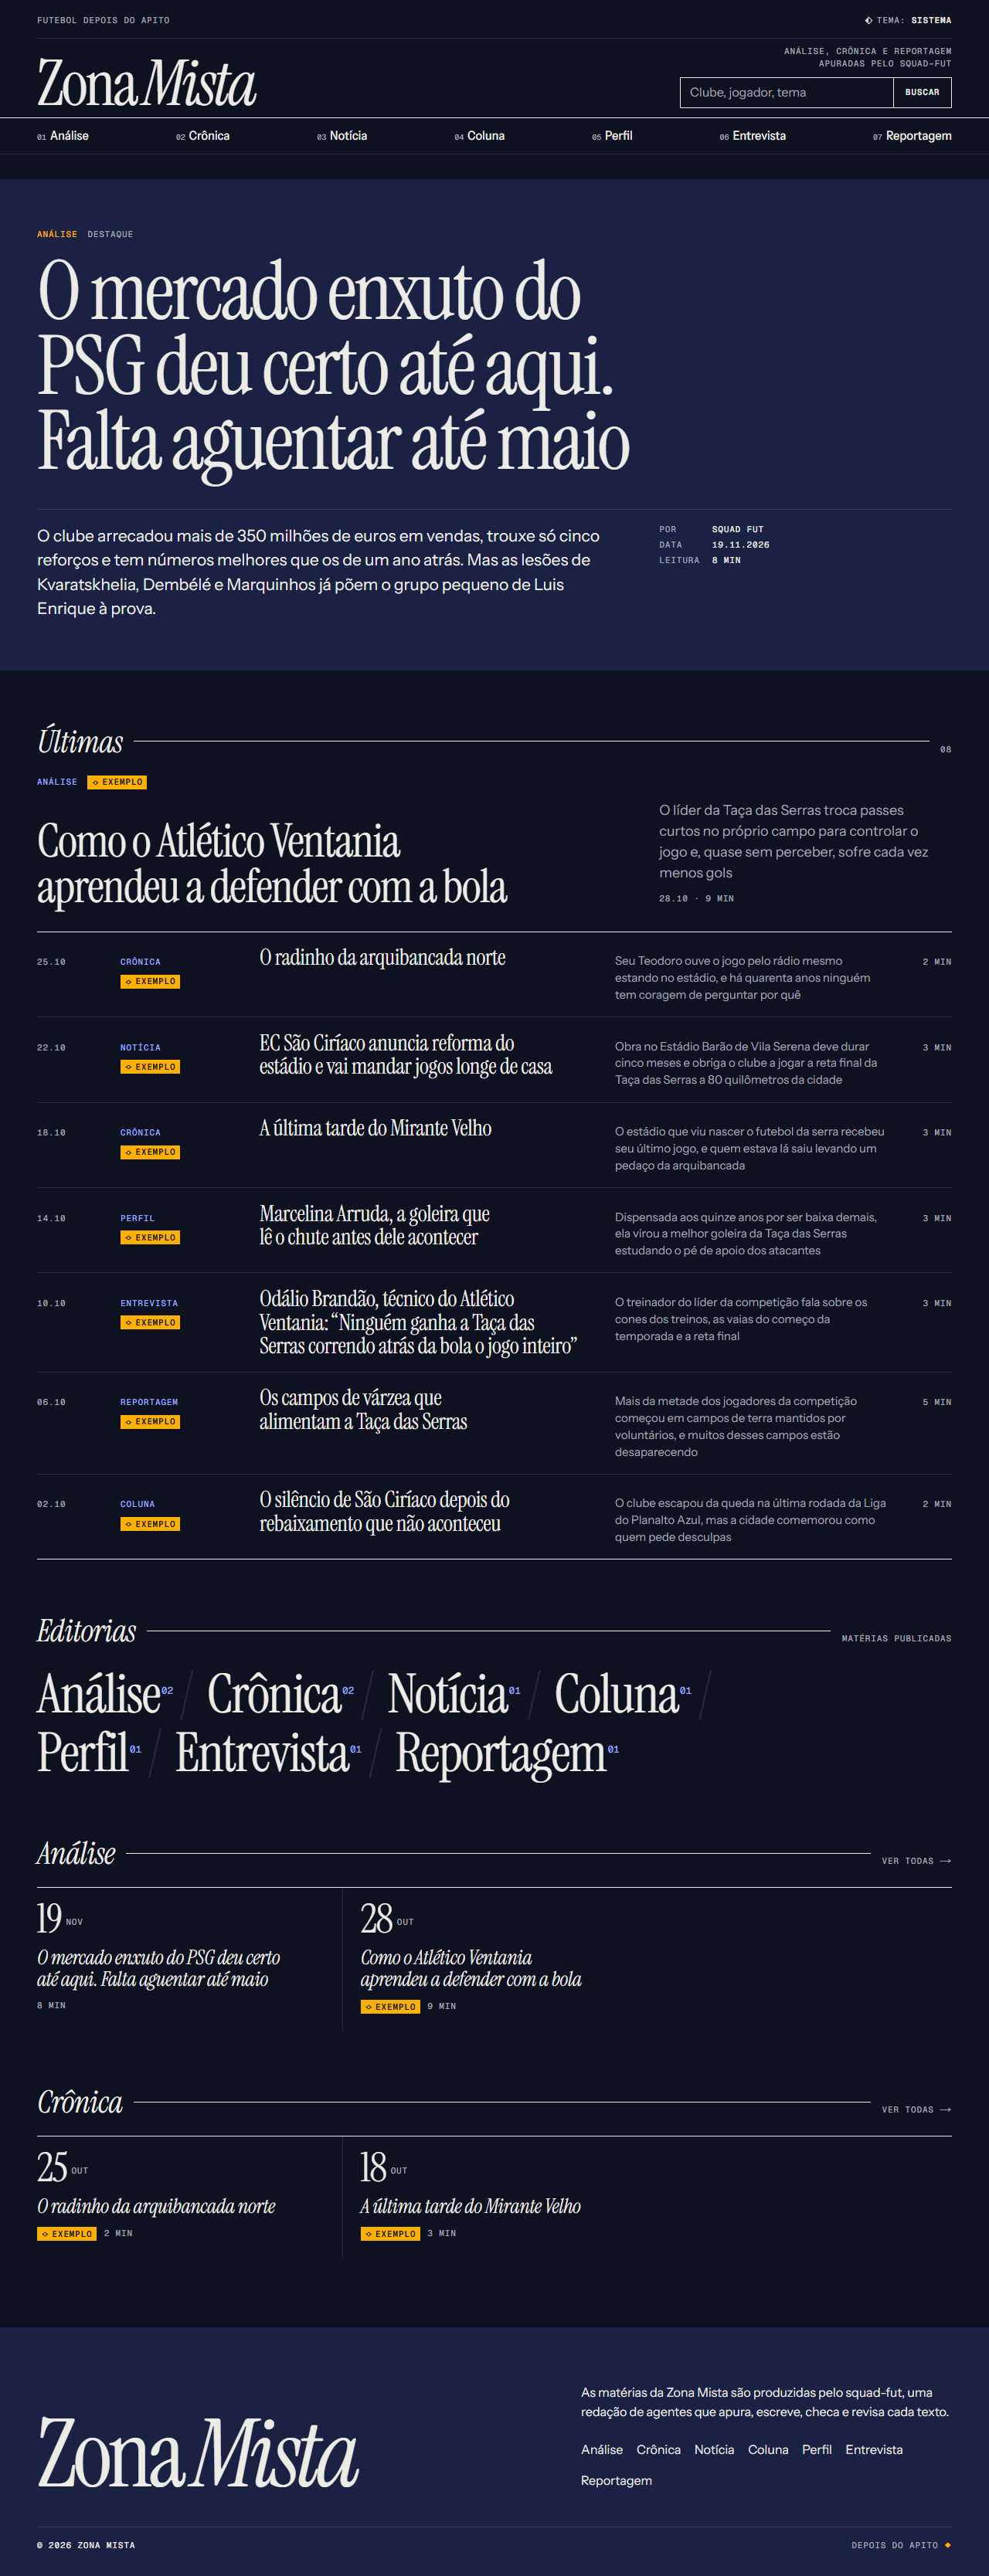 FUTEBOL DEPOIS DO APITO
TEMA: SISTEMA
Zona Mista
ANÁLISE, CRÔNICA E REPORTAGEM
APURADAS PELO SQUAD-FUT
Clube, jogador, tema
BUSCAR
01 Análise
02 Crônica
03 Notícia
04 Coluna
05 Perfil
06 Entrevista
07 Reportagem
ANÁLISE DESTAQUE
O mercado enxuto do
PSG deu certo até aqui.
Falta aguentar até maio
O clube arrecadou mais de 350 milhões de euros em vendas, trouxe só cinco
reforços e tem números melhores que os de um ano atrás. Mas as lesões de
Kvaratskhelia, Dembélé e Marquinhos já põem o grupo pequeno de Luis
Enrique à prova.
POR SQUAD FUT
DATA 19.11.2026
LEITURA 8 MIN
Últimas
08
ANÁLISE EXEMPLO
Como o Atlético Ventania
aprendeu a defender com a bola
O líder da Taça das Serras troca passes
curtos no próprio campo para controlar o
jogo e, quase sem perceber, sofre cada vez
menos gols
28.10 · 9 MIN
25.10
CRÔNICA
EXEMPLO
O radinho da arquibancada norte
Seu Teodoro ouve o jogo pelo rádio mesmo
estando no estádio, e há quarenta anos ninguém
tem coragem de perguntar por quê
2 MIN
22.10
NOTÍCIA
EXEMPLO
EC São Ciríaco anuncia reforma do
estádio e vai mandar jogos longe de casa
Obra no Estádio Barão de Vila Serena deve durar
cinco meses e obriga o clube a jogar a reta final da
Taça das Serras a 80 quilômetros da cidade
3 MIN
18.10
CRÔNICA
EXEMPLO
A última tarde do Mirante Velho
O estádio que viu nascer o futebol da serra recebeu
seu último jogo, e quem estava lá saiu levando um
pedaço da arquibancada
3 MIN
14.10
PERFIL
EXEMPLO
Marcelina Arruda, a goleira que
lê o chute antes dele acontecer
Dispensada aos quinze anos por ser baixa demais,
ela virou a melhor goleira da Taça das Serras
estudando o pé de apoio dos atacantes
3 MIN
10.10
ENTREVISTA
EXEMPLO
Odálio Brandão, técnico do Atlético
Ventania: “Ninguém ganha a Taça das
Serras correndo atrás da bola o jogo inteiro”
O treinador do líder da competição fala sobre os
cones dos treinos, as vaias do começo da
temporada e a reta final
3 MIN
06.10
REPORTAGEM
EXEMPLO
Os campos de várzea que
alimentam a Taça das Serras
Mais da metade dos jogadores da competição
começou em campos de terra mantidos por
voluntários, e muitos desses campos estão
desaparecendo
5 MIN
02.10
COLUNA
EXEMPLO
O silêncio de São Ciríaco depois do
rebaixamento que não aconteceu
O clube escapou da queda na última rodada da Liga
do Planalto Azul, mas a cidade comemorou como
quem pede desculpas
2 MIN
Editorias
MATÉRIAS PUBLICADAS
Análise 02 / Crônica 02 / Notícia 01 / Coluna 01 /
Perfil 01 / Entrevista 01 / Reportagem 01
Análise
VER TODAS →
19 NOV
O mercado enxuto do PSG deu certo
até aqui. Falta aguentar até maio
8 MIN
28 OUT
Como o Atlético Ventania
aprendeu a defender com a bola
EXEMPLO 9 MIN
Crônica
VER TODAS →
25 OUT
O radinho da arquibancada norte
EXEMPLO 2 MIN
18 OUT
A última tarde do Mirante Velho
EXEMPLO 3 MIN
Zona Mista
As matérias da Zona Mista são produzidas pelo squad-fut, uma
redação de agentes que apura, escreve, checa e revisa cada texto.
Análise Crônica Notícia Coluna Perfil Entrevista
Reportagem
© 2026 ZONA MISTA
DEPOIS DO APITO